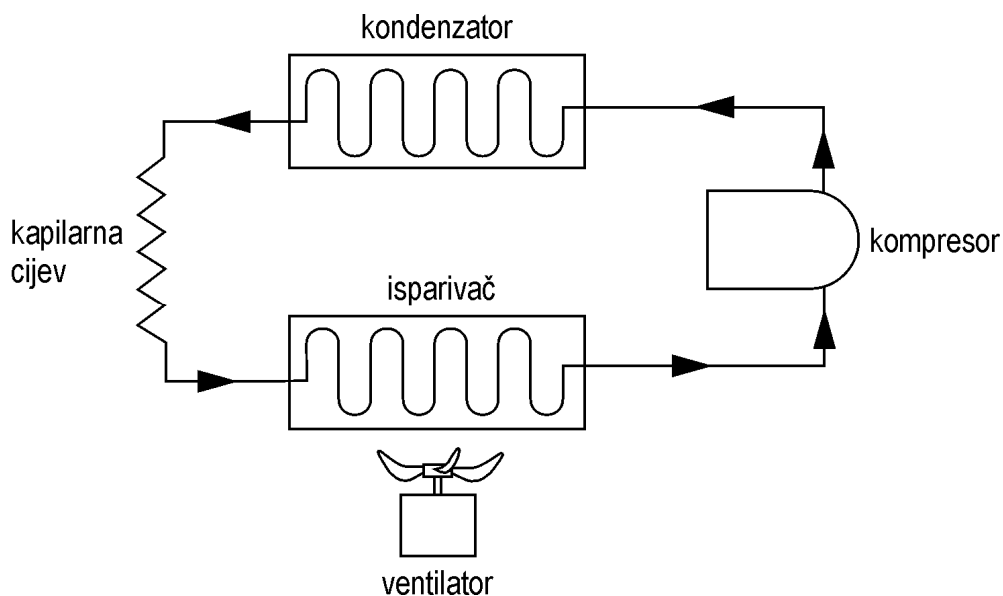 kondenzator
kapilarna
cijev
kompresor
isparivač
ventilator